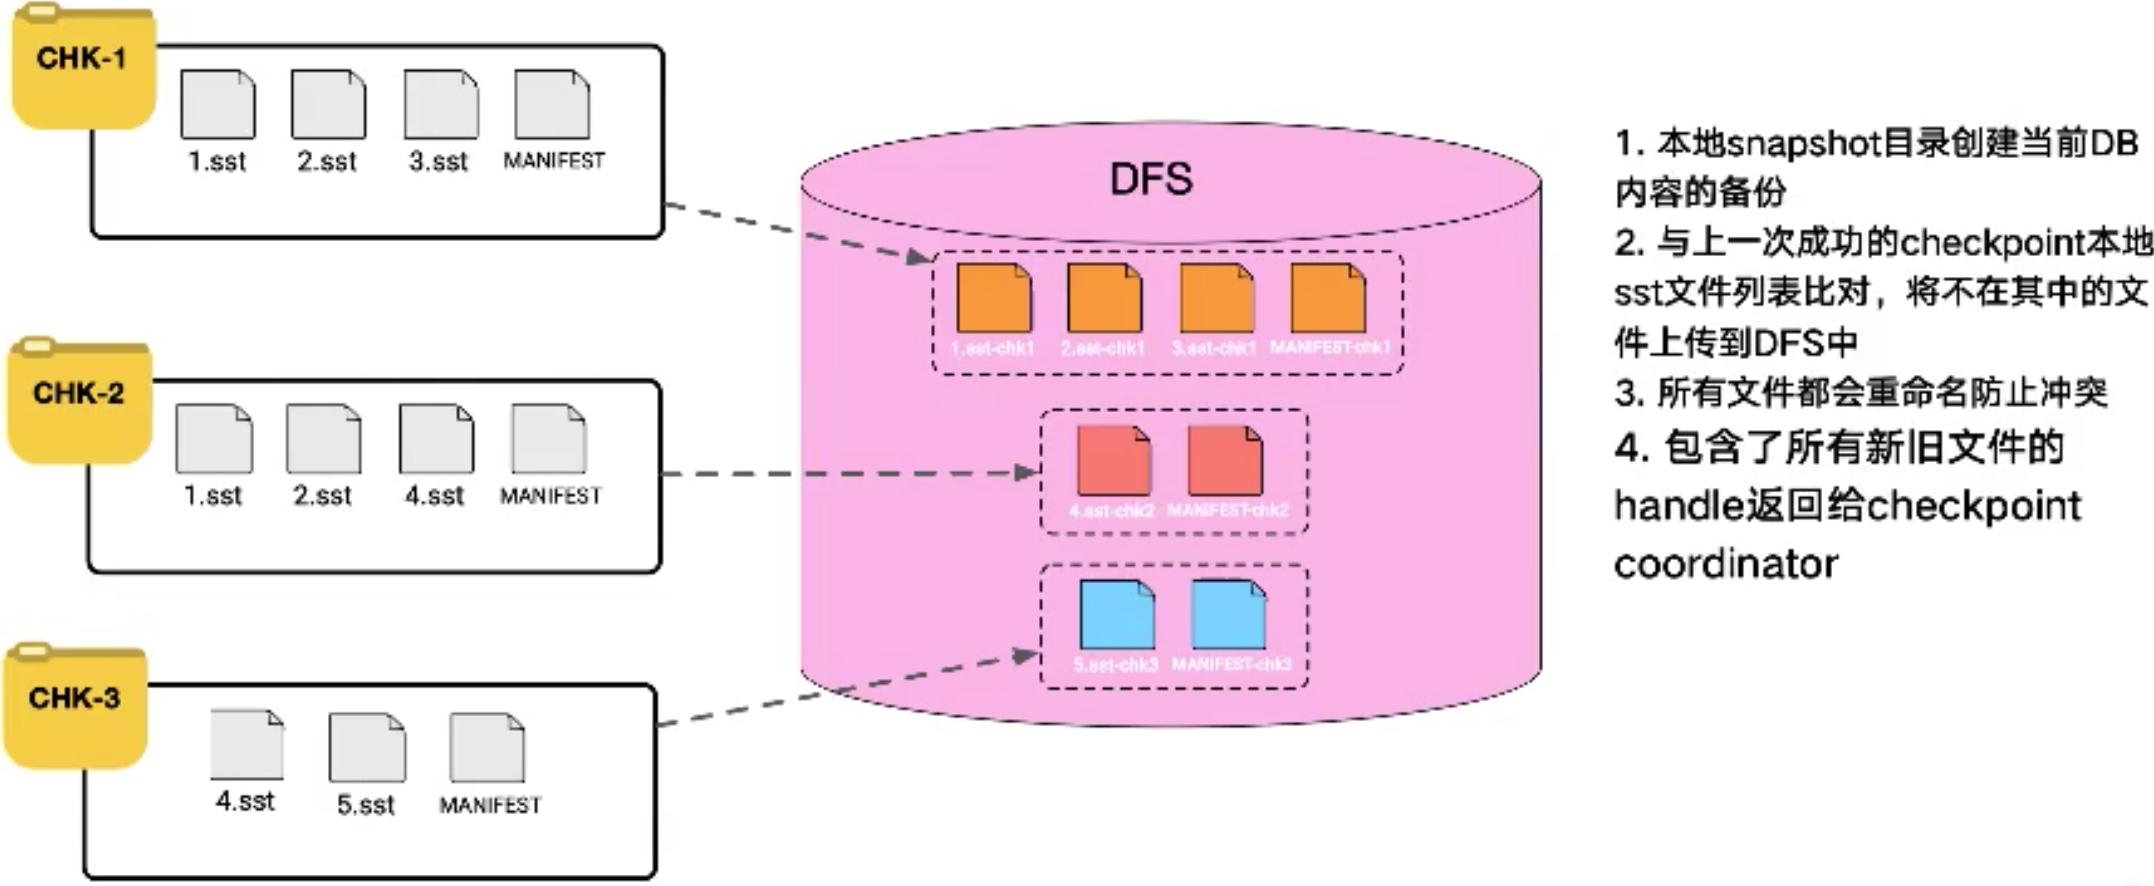 CHK-1
1.sst
2.sst
3.sst
MANIFEST
CHK-2
1.sst
2.sst
4.sst
MANIFEST
CHK-3
4.sst
5.sst
MANIFEST
DFS
1.sst-chk1
2.sst-chk1
3.sst-chk1
MANIFEST-chk1
4.sst-chk2
MANIFEST-chk2
5.sst-chk3
MANIFEST-chk3
1. 本地snapshot目录创建当前DB
内容的备份
2. 与上一次成功的checkpoint本地
sst文件列表比对，将不在其中的文
件上传到DFS中
3. 所有文件都会重命名防止冲突
4. 包含了所有新旧文件的
handle返回给checkpoint
coordinator